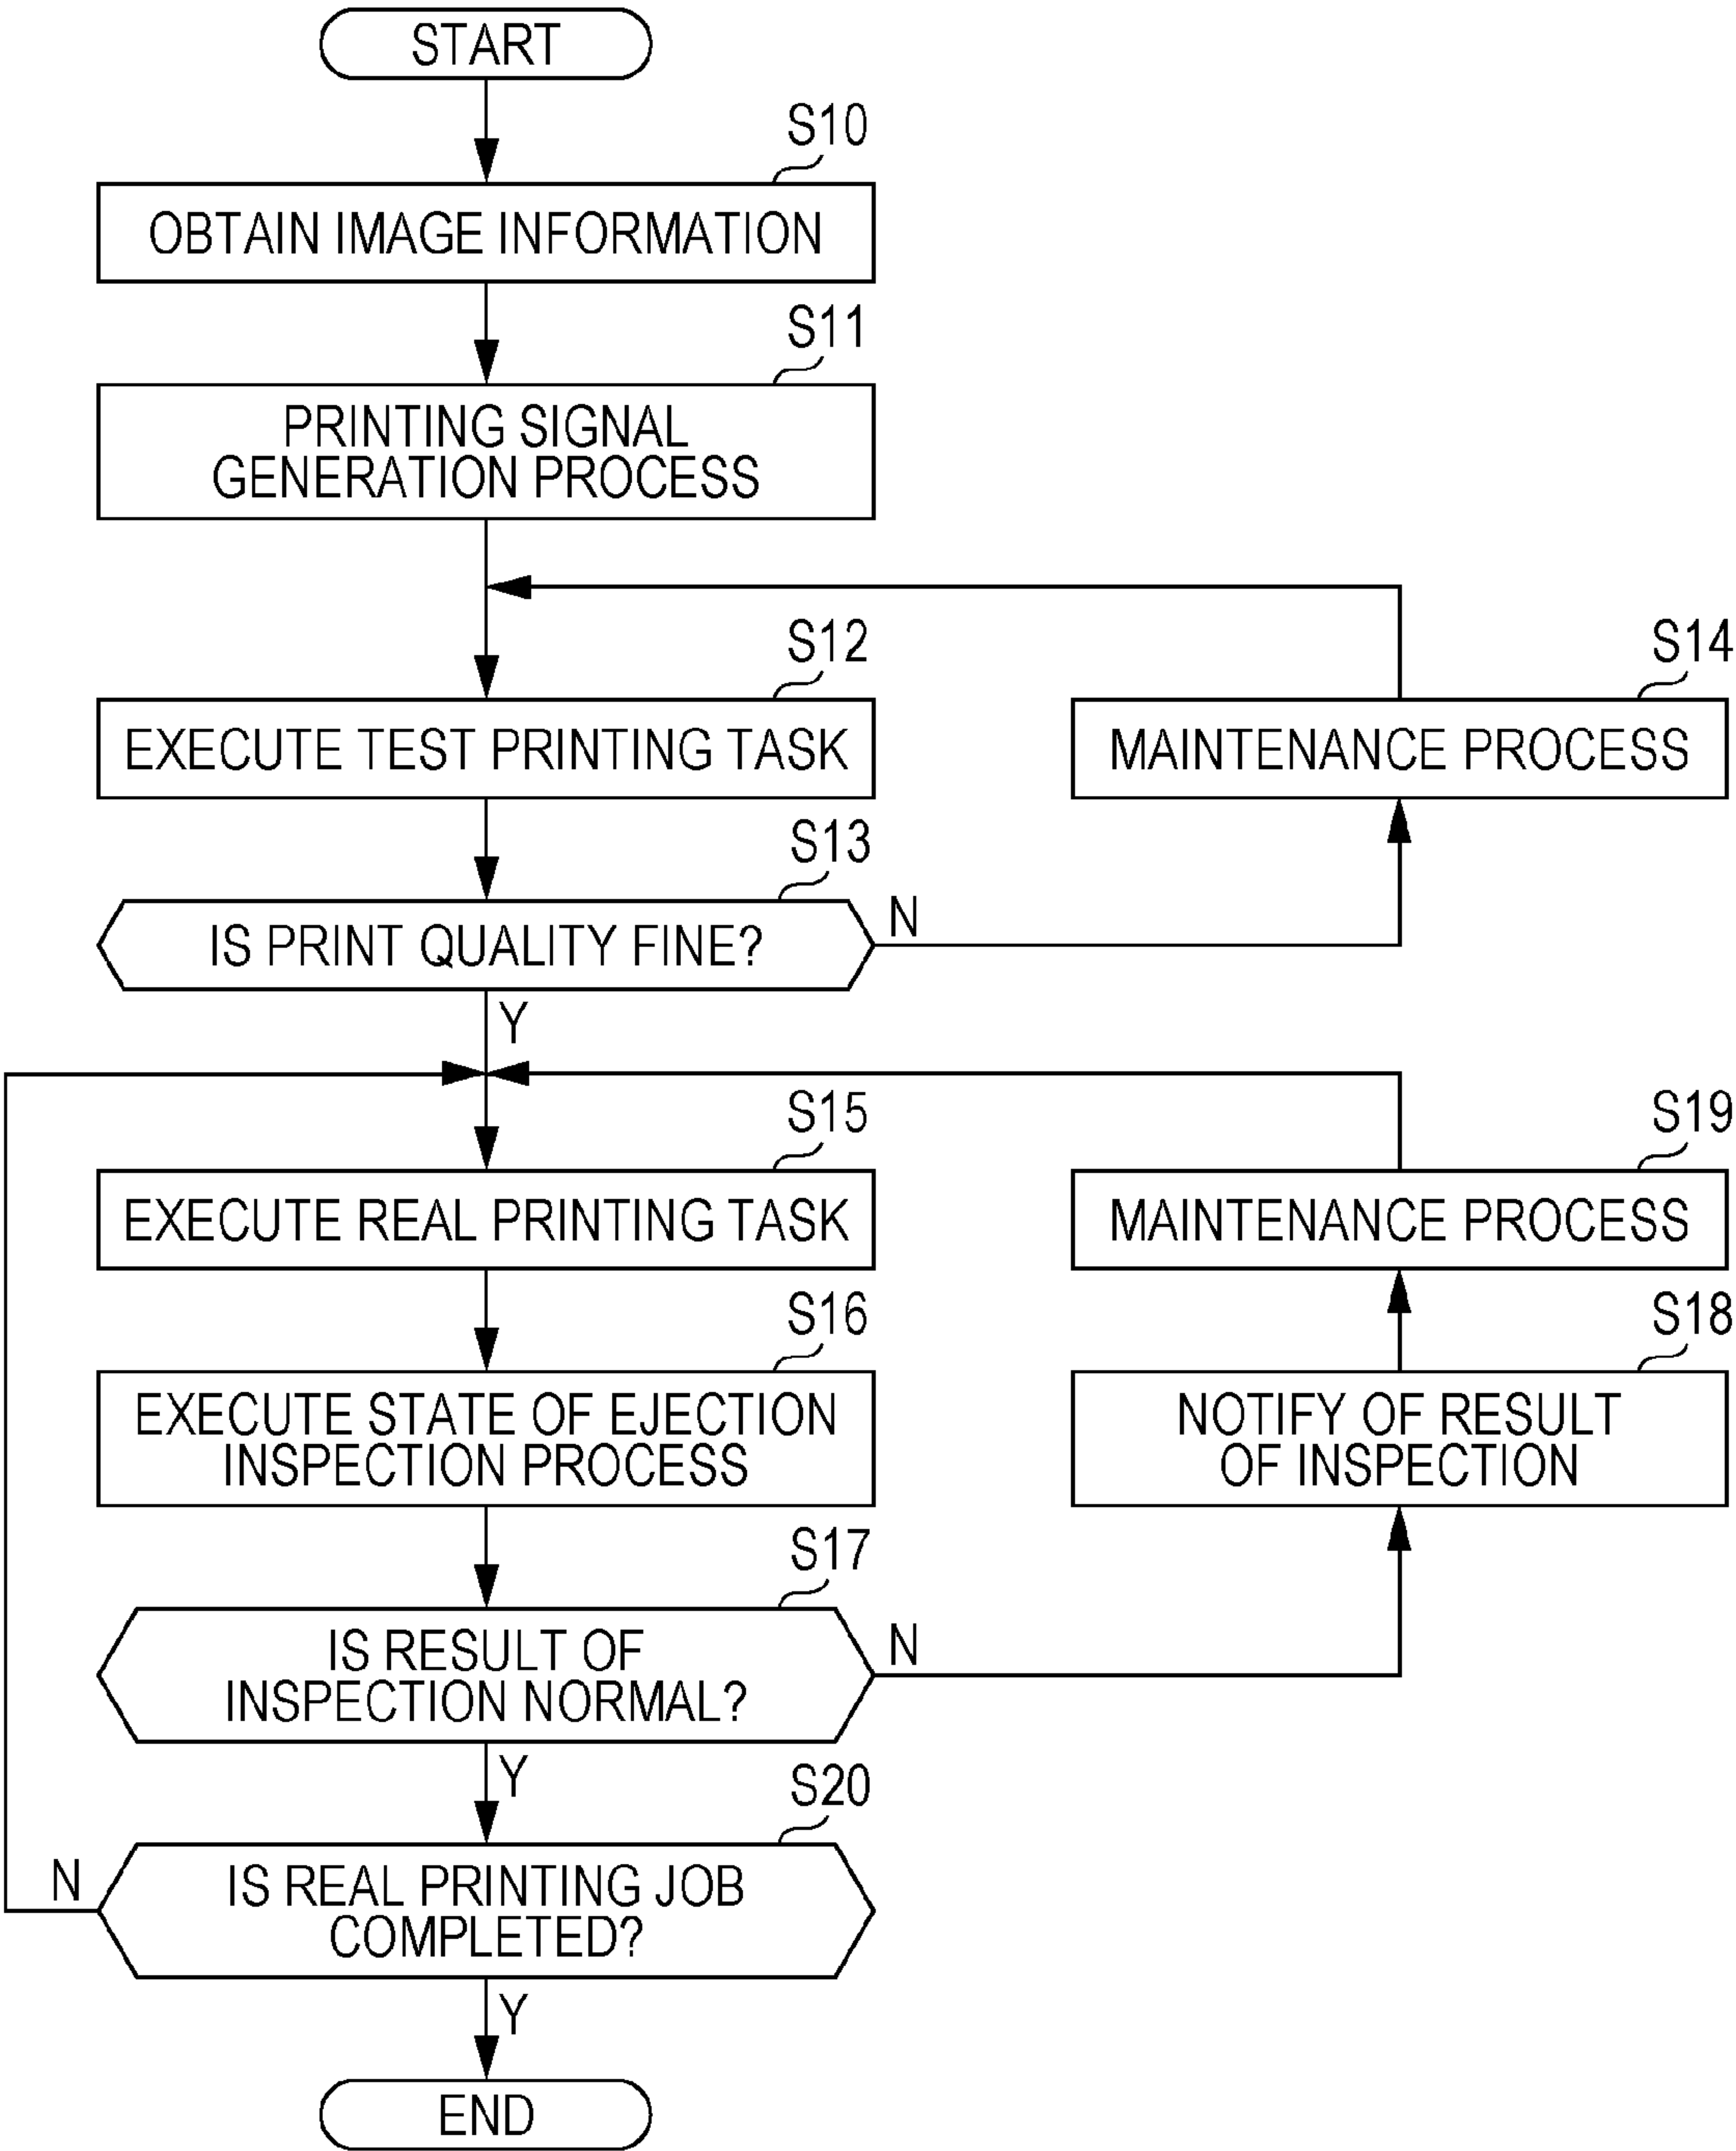 START
S10
OBTAIN IMAGE INFORMATION
S11
PRINTING SIGNAL
GENERATION PROCESS
S12
EXECUTE TEST PRINTING TASK
S14
MAINTENANCE PROCESS
S13
IS PRINT QUALITY FINE?
N
Y
S15
EXECUTE REAL PRINTING TASK
S19
MAINTENANCE PROCESS
S16
EXECUTE STATE OF EJECTION
INSPECTION PROCESS
S18
NOTIFY OF RESULT
OF INSPECTION
S17
IS RESULT OF
INSPECTION NORMAL?
N
Y
S20
IS REAL PRINTING JOB
COMPLETED?
N
Y
END